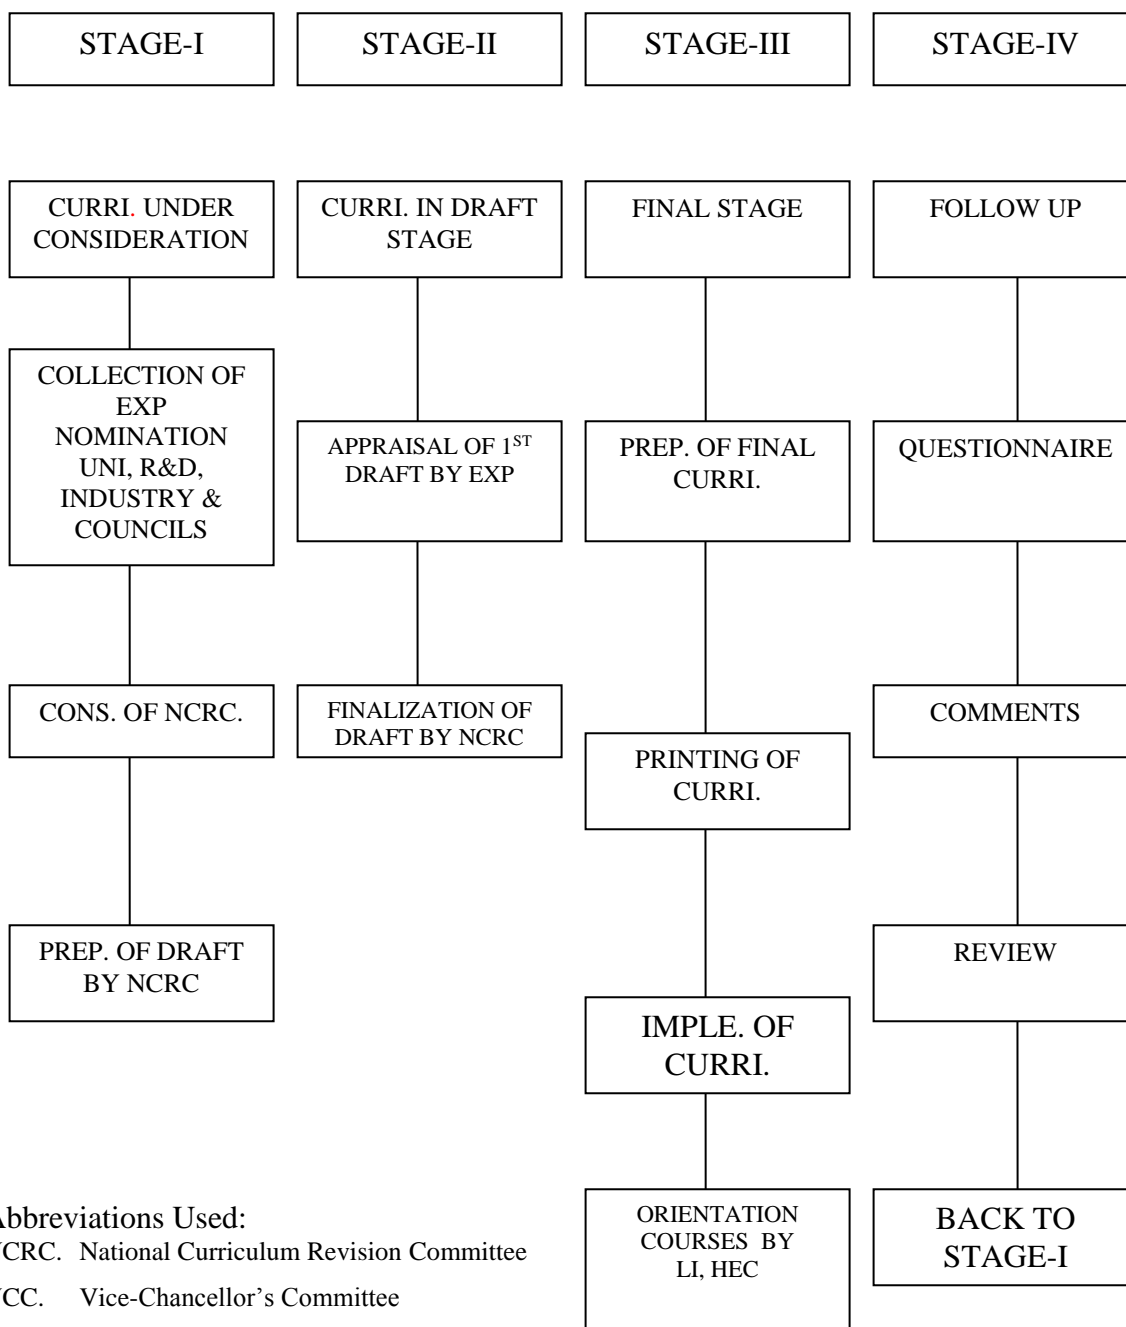 STAGE-I
STAGE-II
STAGE-III
STAGE-IV
CURRI. UNDER
CONSIDERATION
COLLECTION OF
EXP
NOMINATION
UNI, R&D,
INDUSTRY &
COUNCILS
CONS. OF NCRC.
PREP. OF DRAFT
BY NCRC
CURRI. IN DRAFT
STAGE
APPRAISAL OF 1ST
DRAFT BY EXP
FINALIZATION OF
DRAFT BY NCRC
FINAL STAGE
PREP. OF FINAL
CURRI.
PRINTING OF
CURRI.
IMPLE. OF
CURRI.
ORIENTATION
COURSES BY
LI, HEC
FOLLOW UP
QUESTIONNAIRE
COMMENTS
REVIEW
BACK TO
STAGE-I
Abbreviations Used:
NCRC. National Curriculum Revision Committee
VCC. Vice-Chancellor's Committee